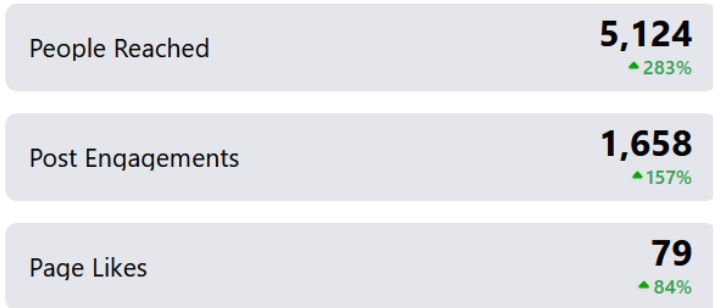 People Reached
5,124
283%
Post Engagements
1,658
157%
Page Likes
79
84%